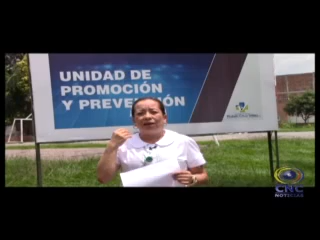 UNIDAD DE
PROMOCIÓN
Y PREVENCIÓN
CNC
NOTICIAS